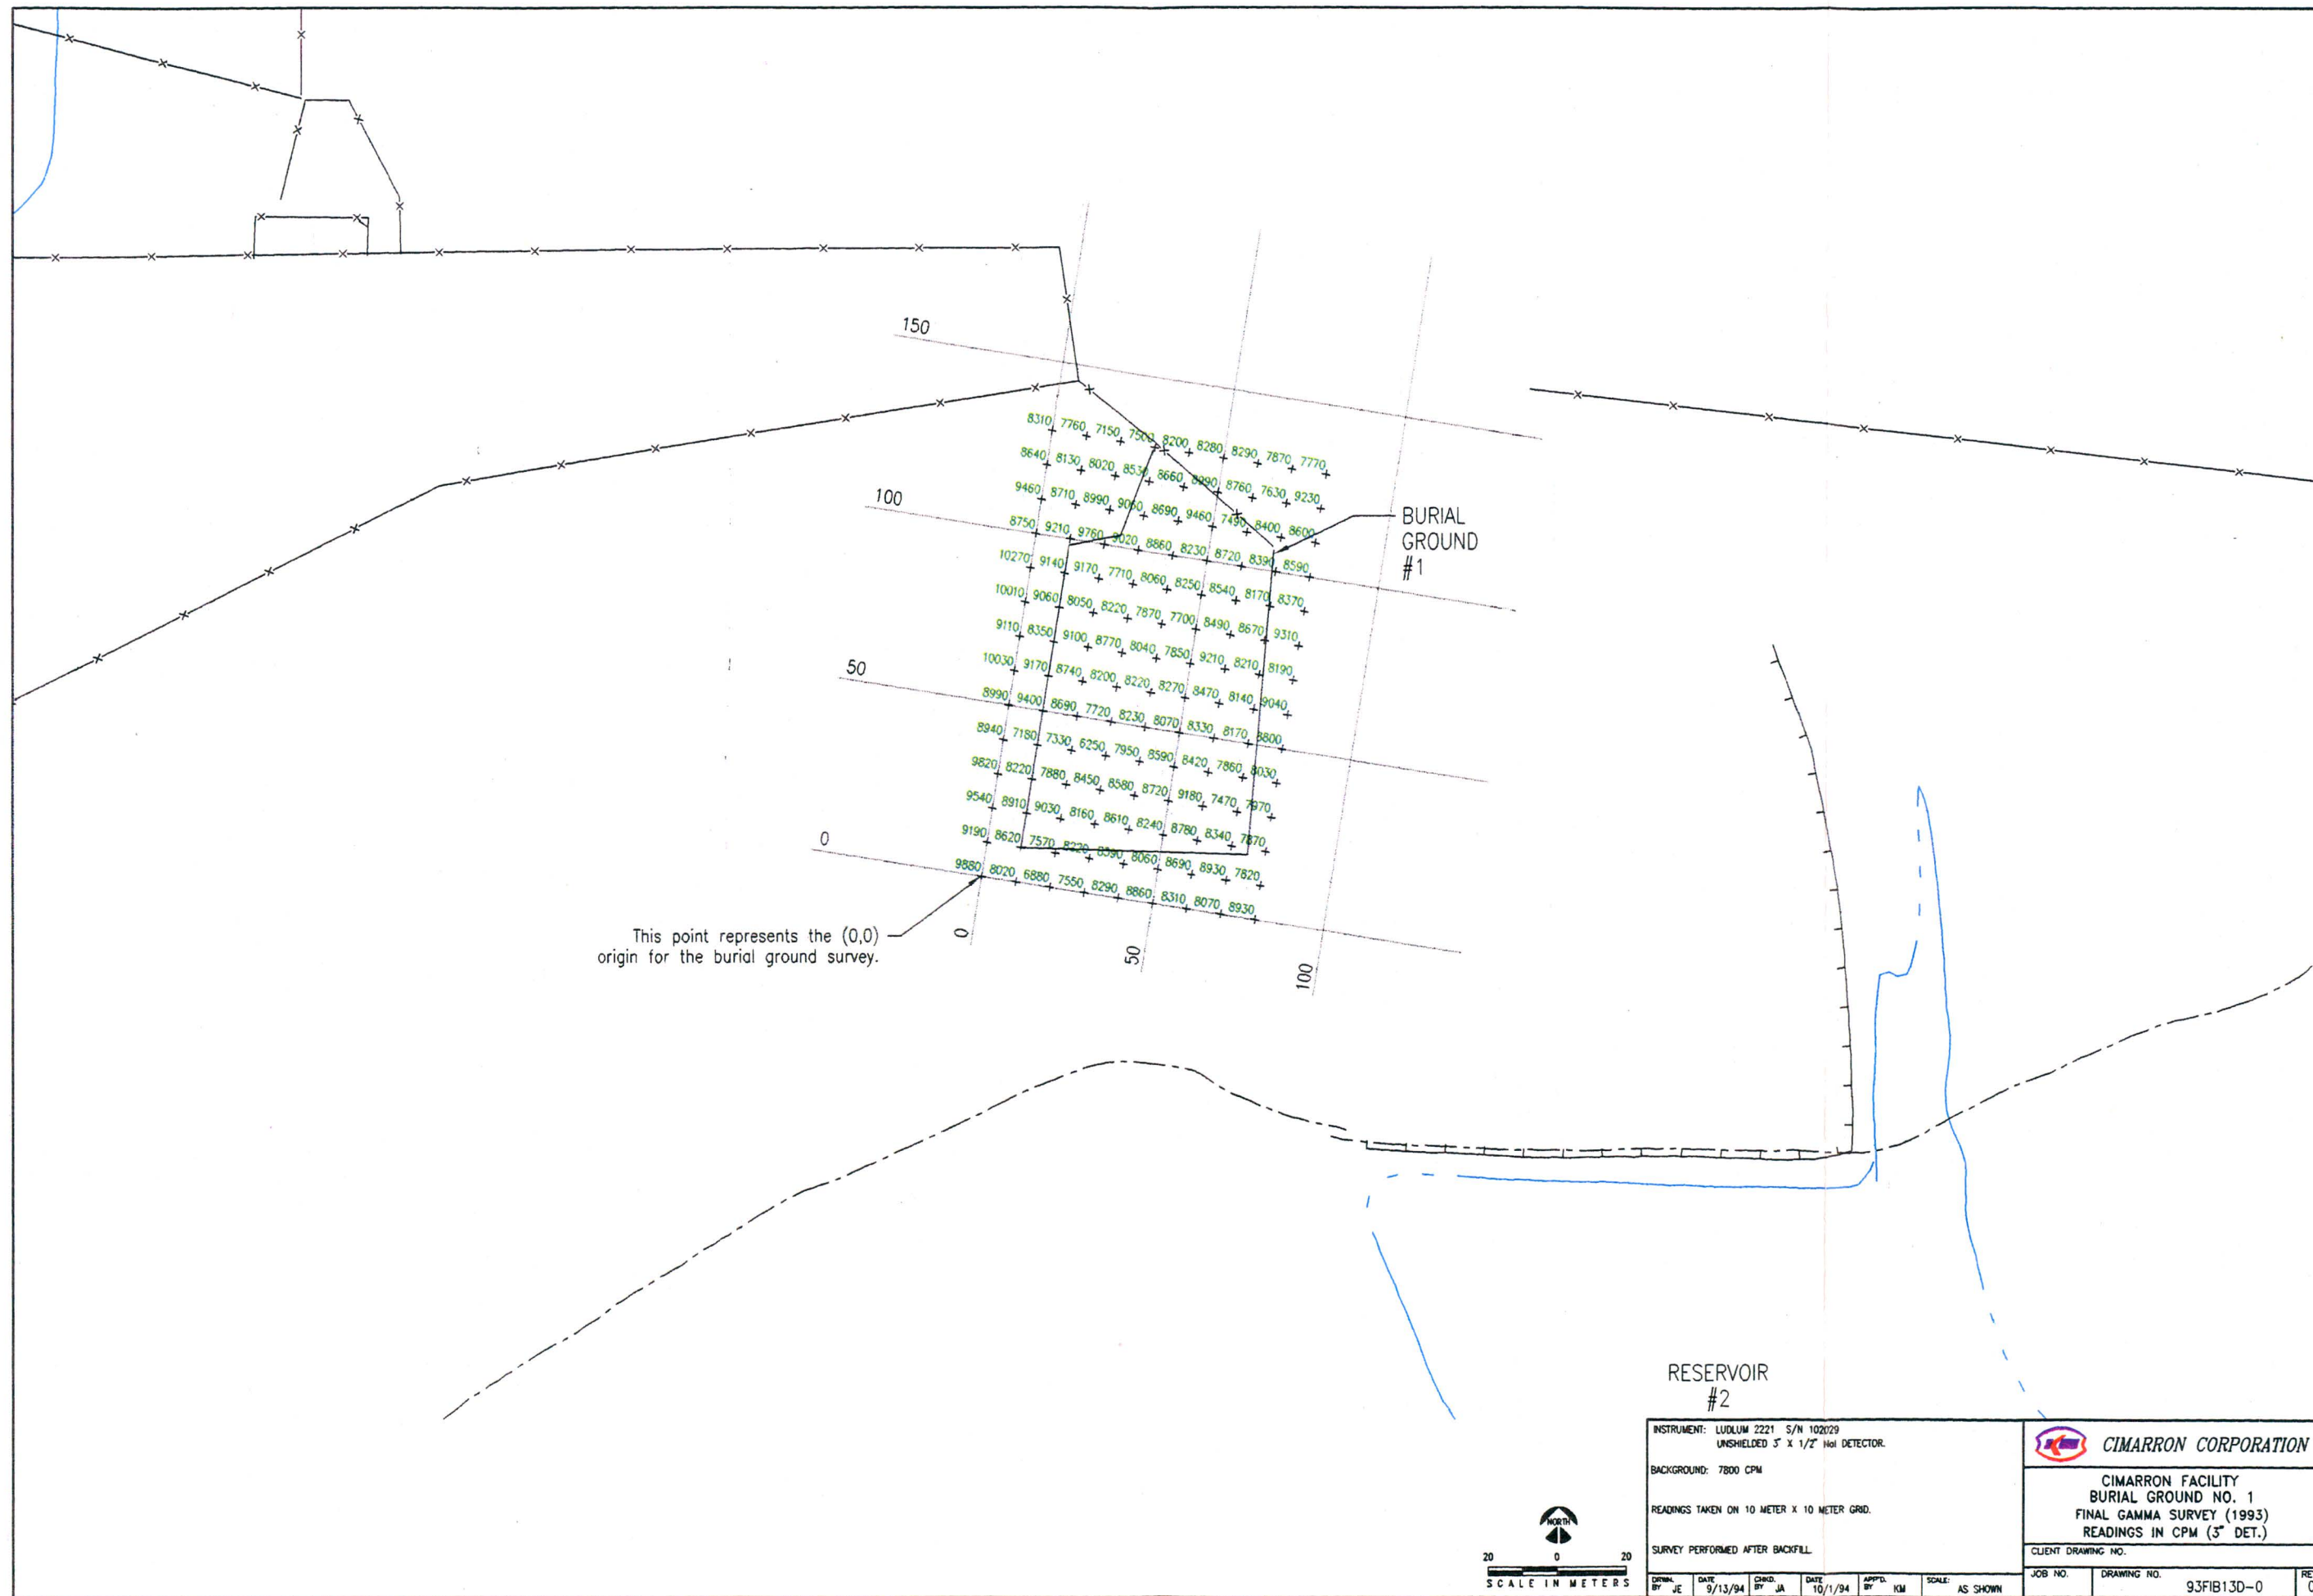 150
8310 7760 7150 7500 8200 8280 8290 7870 7770
8640 8130 8020 8530 8660 8990 8760 7630 9230
9460 8710 8990 9060 8690 9460 7490 8400 8600
100
8750 9210 9760 9020 8860 8230 8720 8390 8590
BURIAL
GROUND
#1
10270 9140 9170 7710 8060 8250 8540 8170 8370
10010 9060 8050 8220 7870 7700 8490 8670 9310
9110 8350 9100 8770 8040 7850 9210 8210 8190
10030 9170 8740 8200 8220 8270 8470 8140 9040
50
8990 9400 8690 7720 8230 8070 8330 8170 8800
8940 7180 7330 6250 7950 8590 8420 7860 8030
9820 8220 7880 8450 8580 8720 9180 7470 7970
9540 8910 9030 8160 8610 8240 8780 8340 7870
9190 8620 7570 8220 8390 8060 8690 8930 7820
0
9880 8020 6880 7550 8290 8860 8310 8070 8930
This point represents the (0,0)
origin for the burial ground survey.
0
50
100
RESERVOIR
#2
NORTH
20 0 20
SCALE IN METERS
INSTRUMENT: LUDLUM 2221 S/N 102029
UNSHIELDED 3" X 1/2" NaI DETECTOR.
BACKGROUND: 7800 CPM
READINGS TAKEN ON 10 METER X 10 METER GRID.
SURVEY PERFORMED AFTER BACKFILL
DRWN. BY JE DATE 9/13/94 CHKD. BY JA DATE 10/1/94 APP'D. BY KM SCALE: AS SHOWN
CIMARRON CORPORATION
CIMARRON FACILITY
BURIAL GROUND NO. 1
FINAL GAMMA SURVEY (1993)
READINGS IN CPM (3" DET.)
CLIENT DRAWING NO.
JOB NO. DRAWING NO.
93FIB13D-0